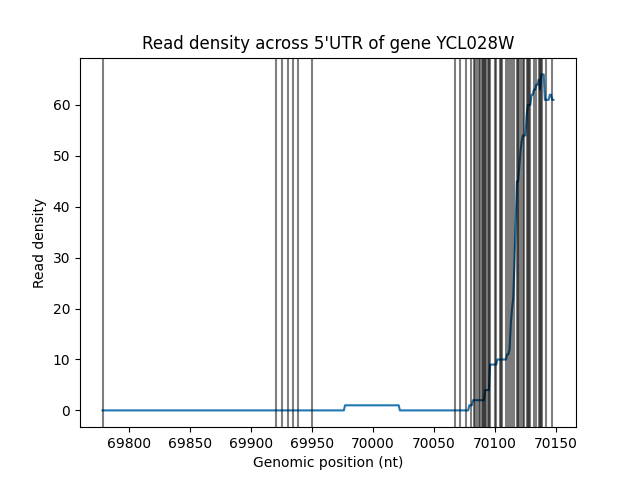 Read density across 5'UTR of gene YCL028W
Read density
60
50
40
30
20
10
0
69800 69850 69900 69950 70000 70050 70100 70150
Genomic position (nt)